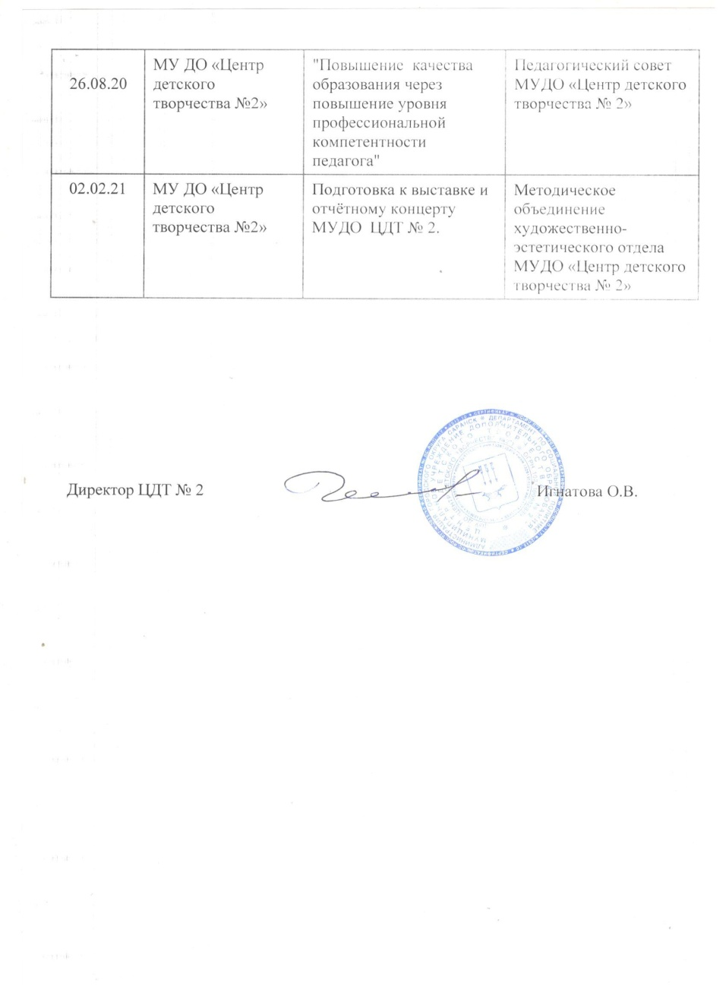 26.08.20
МУ ДО «Центр
детского
творчества №2»
"Повышение качества
образования через
повышение уровня
профессиональной
компетентности
педагога"
Педагогический совет
МУДО «Центр детского
творчества № 2»
02.02.21
МУ ДО «Центр
детского
творчества №2»
Подготовка к выставке и
отчётному концерту
МУДО ЦДТ № 2.
Методическое
объединение
художественно-
эстетического отдела
МУДО «Центр детского
творчества № 2»
Директор ЦДТ № 2
Игнатова О.В.